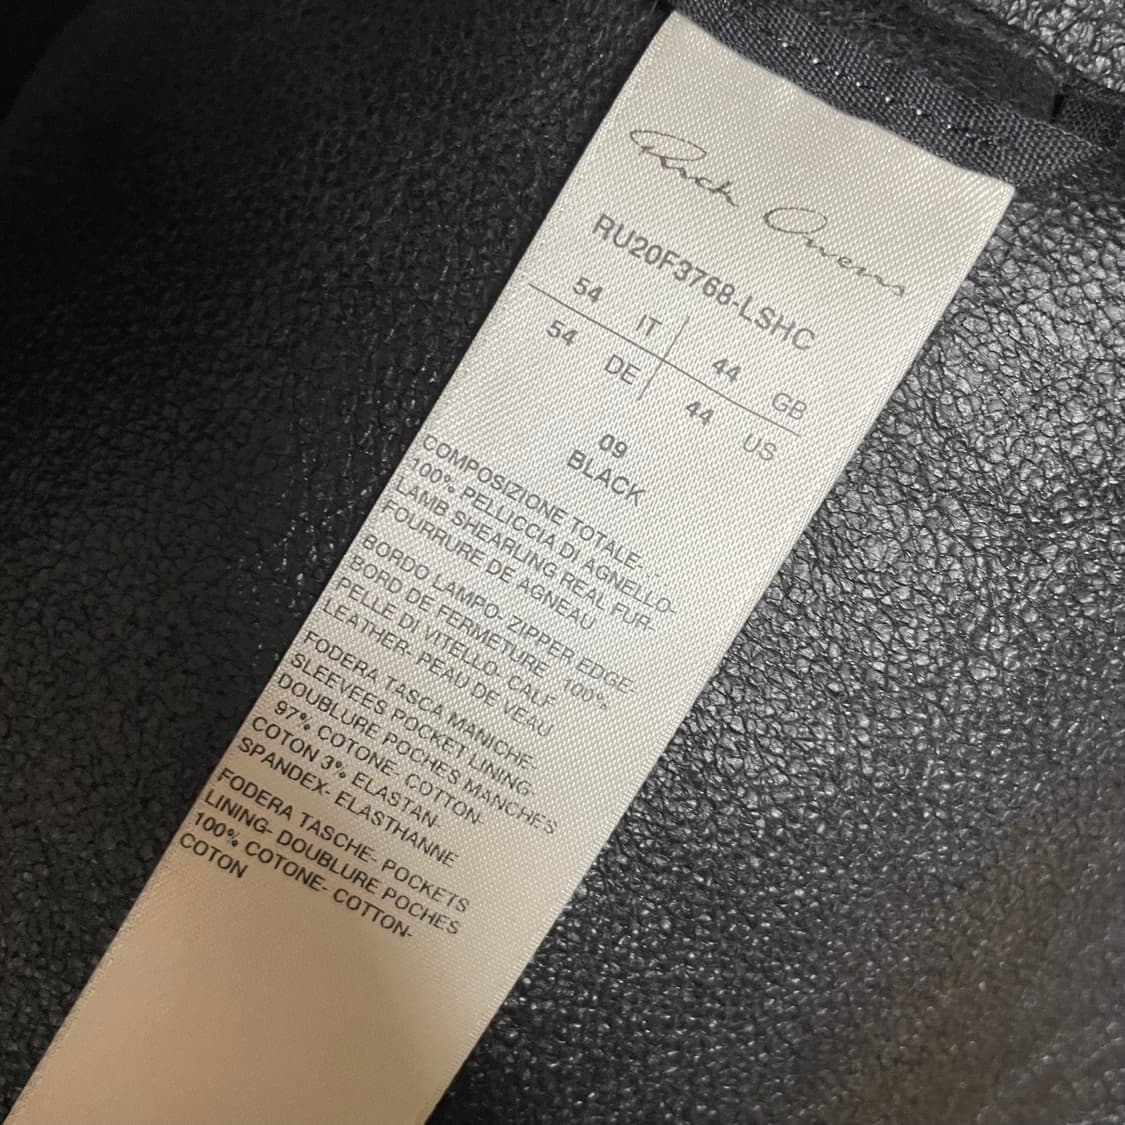 Rick Owens
RU20F3768-LSHC
54 IT 44 GB
54 DE 44 US
09
BLACK
COMPOSIZIONE TOTALE-..-
100% PELLICCIA DI AGNELLO-
LAMB SHEARLING REAL FUR-
FOURRURE DE AGNEAU
BORDO LAMPO- ZIPPER EDGE-
BORD DE FERMETURE 100%
PELLE DI VITELLO- CALF
LEATHER- PEAU DE VEAU
FODERA TASCA MANICHE-
SLEEVEES POCKET LINING-
DOUBLURE POCHES MANCHES
97% COTONE- COTTON-
COTON 3% ELASTAN-
SPANDEX- ELASTHANNE
FODERA TASCHE- POCKETS
LINING- DOUBLURE POCHES
100% COTONE- COTTON-
COTON